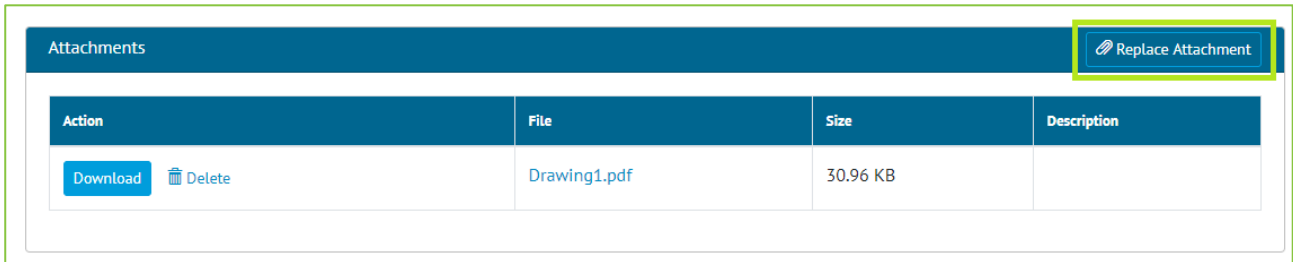 Attachments
Replace Attachment
Action File Size Description
Download Delete Drawing1.pdf 30.96 KB